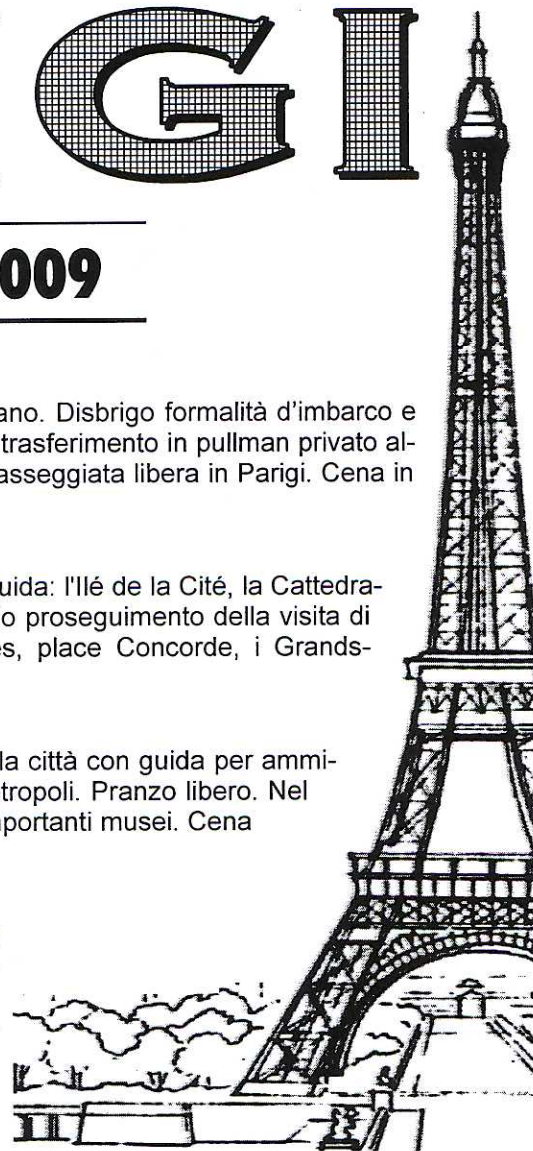 GI
009
ano. Disbrigo formalità d'imbarco e
trasferimento in pullman privato al-
asseggiata libera in Parigi. Cena in
uida: l'Ilé de la Cité, la Cattedra-
o proseguimento della visita di
es, place Concorde, i Grands-
la città con guida per ammi-
tropoli. Pranzo libero. Nel
portanti musei. Cena